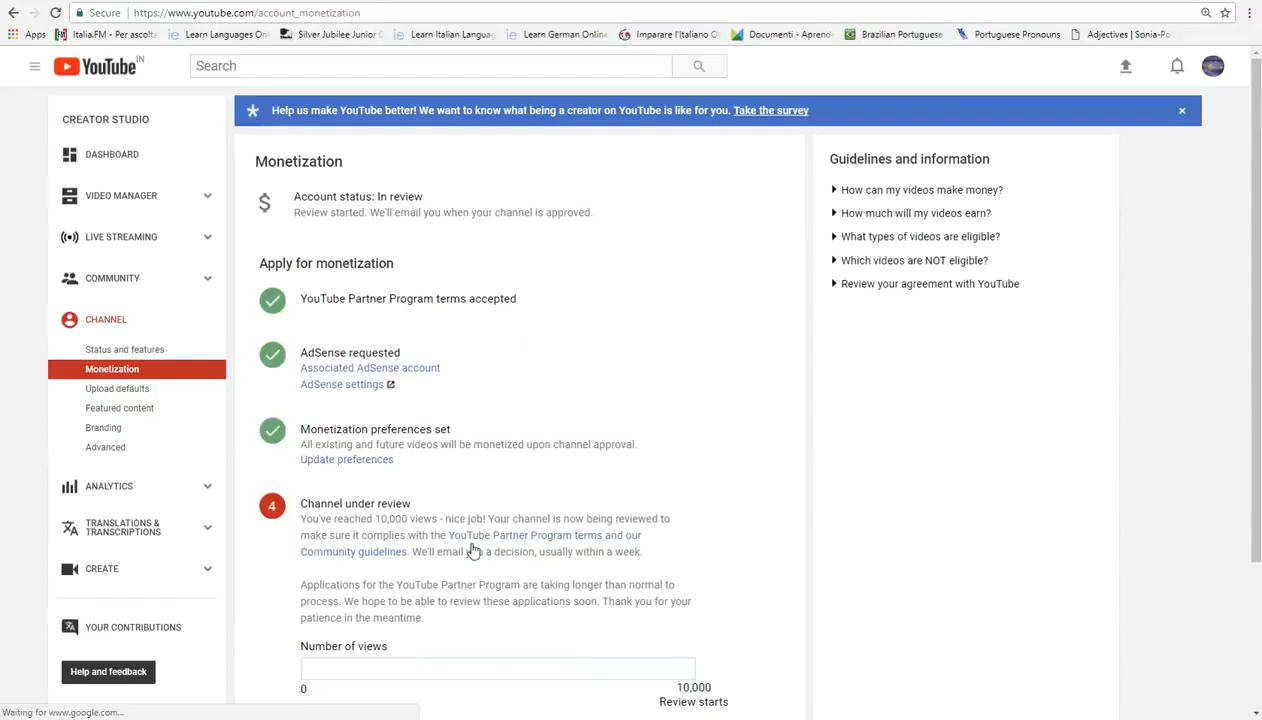 Secure
https://www.youtube.com/account_monetization
Apps
Italia.FM - Per ascolta
Learn Languages Onl
Silver Jubilee Junior C
Learn Italian Languag
Learn German Online
Imparare l'Italiano O
Documenti - Aprend
Brazilian Portuguese
Portuguese Pronouns
Adjectives | Sonia-Po
YouTube IN
Search
CREATOR STUDIO
DASHBOARD
VIDEO MANAGER
LIVE STREAMING
COMMUNITY
CHANNEL
Status and features
Monetization
Upload defaults
Featured content
Branding
Advanced
ANALYTICS
TRANSLATIONS &
TRANSCRIPTIONS
CREATE
YOUR CONTRIBUTIONS
Help and feedback
Help us make YouTube better! We want to know what being a creator on YouTube is like for you. Take the survey
Monetization
Account status: In review
Review started. We'll email you when your channel is approved.
Apply for monetization
YouTube Partner Program terms accepted
AdSense requested
Associated AdSense account
AdSense settings
Monetization preferences set
All existing and future videos will be monetized upon channel approval.
Update preferences
4
Channel under review
You've reached 10,000 views - nice job! Your channel is now being reviewed to
make sure it complies with the YouTube Partner Program terms and our
Community guidelines. We'll email a decision, usually within a week.
Applications for the YouTube Partner Program are taking longer than normal to
process. We hope to be able to review these applications soon. Thank you for your
patience in the meantime.
Number of views
0
10,000
Review starts
Guidelines and information
How can my videos make money?
How much will my videos earn?
What types of videos are eligible?
Which videos are NOT eligible?
Review your agreement with YouTube
Waiting for www.google.com...